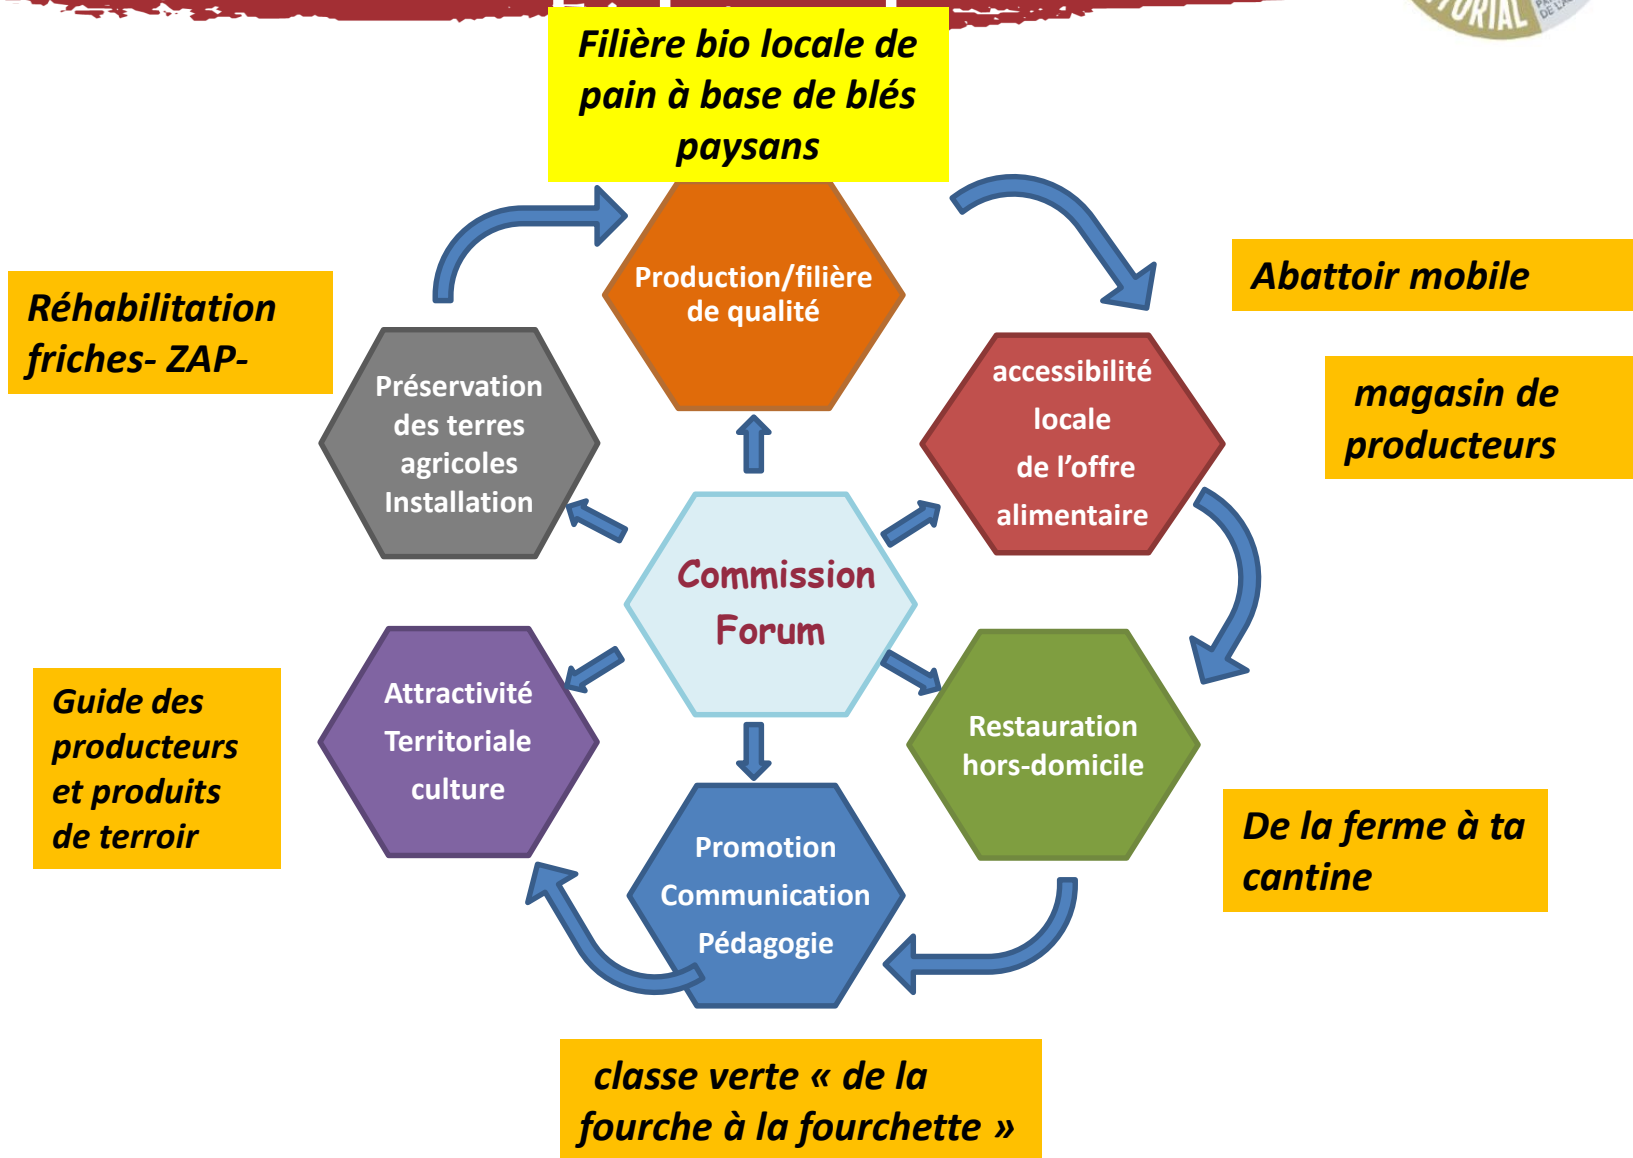 Filière bio locale de
pain à base de blés
paysans
TORIAL
Production/filière
de qualité
Abattoir mobile
Réhabilitation
friches- ZAP-
Préservation
des terres
agricoles
Installation
accessibilité
locale
de l’offre
alimentaire
magasin de
producteurs
Commission
Forum
Attractivité
Territoriale
culture
Guide des
producteurs
et produits
de terroir
Restauration
hors-domicile
De la ferme à ta
cantine
Promotion
Communication
Pédagogie
classe verte « de la
fourche à la fourchette »